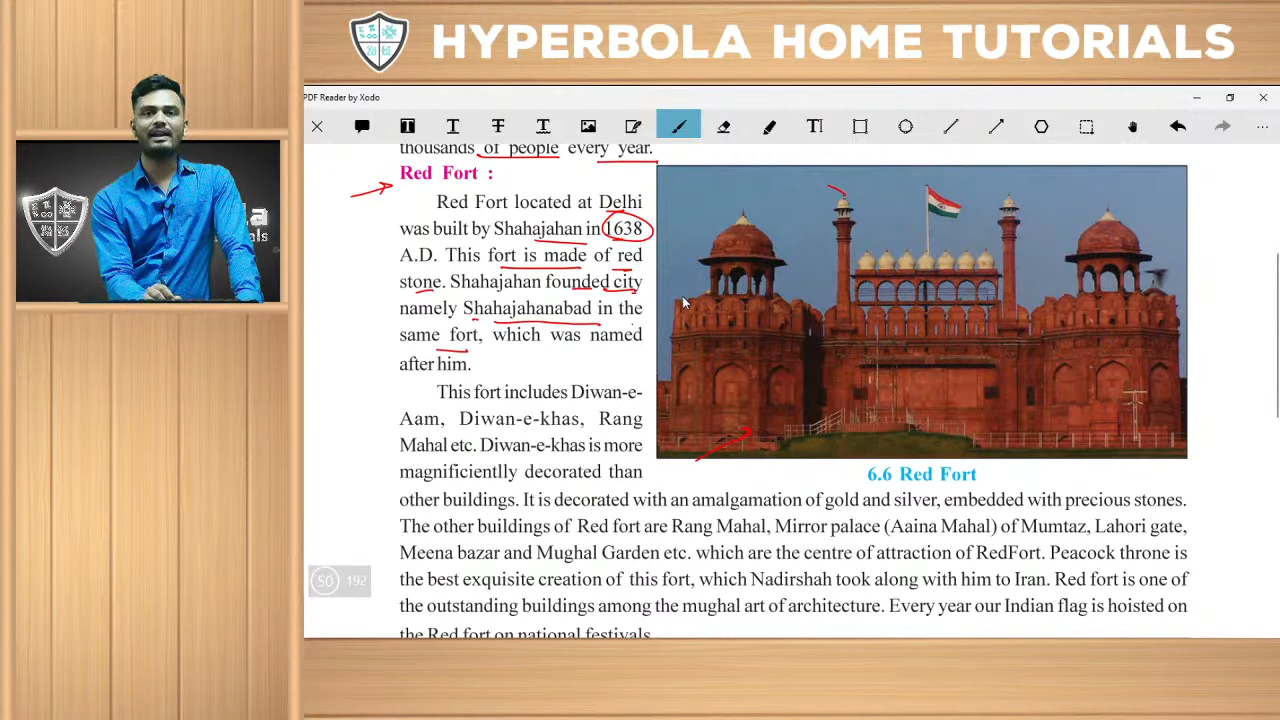 HYPERBOLA HOME TUTORIALS
PDF Reader by Xodo
thousands of people every year.
Red Fort :
Red Fort located at Delhi
was built by Shahajahan in 1638
A.D. This fort is made of red
stone. Shahajahan founded city
namely Shahajahanabad in the
same fort, which was named
after him.
This fort includes Diwan-e-
Aam, Diwan-e-khas, Rang
Mahal etc. Diwan-e-khas is more
magnificientlly decorated than
6.6 Red Fort
other buildings. It is decorated with an amalgamation of gold and silver, embedded with precious stones.
The other buildings of Red fort are Rang Mahal, Mirror palace (Aaina Mahal) of Mumtaz, Lahori gate,
Meena bazar and Mughal Garden etc. which are the centre of attraction of RedFort. Peacock throne is
the best exquisite creation of this fort, which Nadirshah took along with him to Iran. Red fort is one of
the outstanding buildings among the mughal art of architecture. Every year our Indian flag is hoisted on
the Red fort on national festivals.
50 192